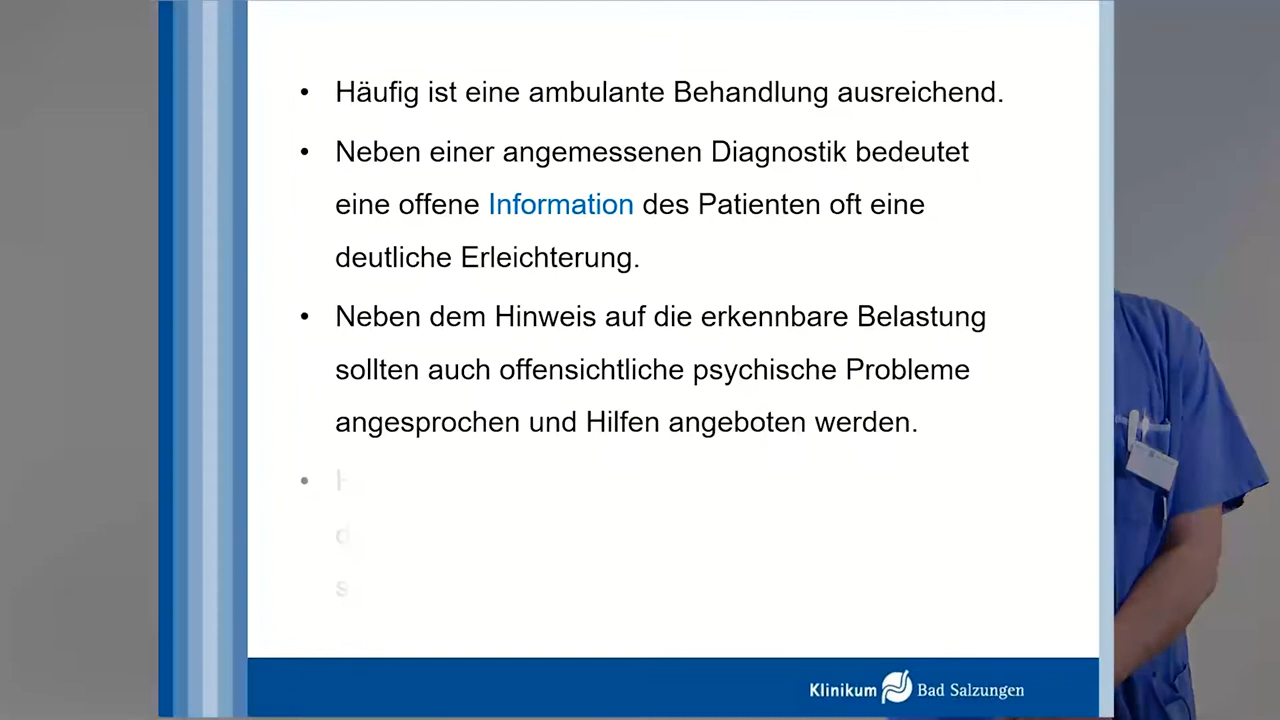 • Häufig ist eine ambulante Behandlung ausreichend.
• Neben einer angemessenen Diagnostik bedeutet
eine offene Information des Patienten oft eine
deutliche Erleichterung.
• Neben dem Hinweis auf die erkennbare Belastung
sollten auch offensichtliche psychische Probleme
angesprochen und Hilfen angeboten werden.
Klinikum Bad Salzungen